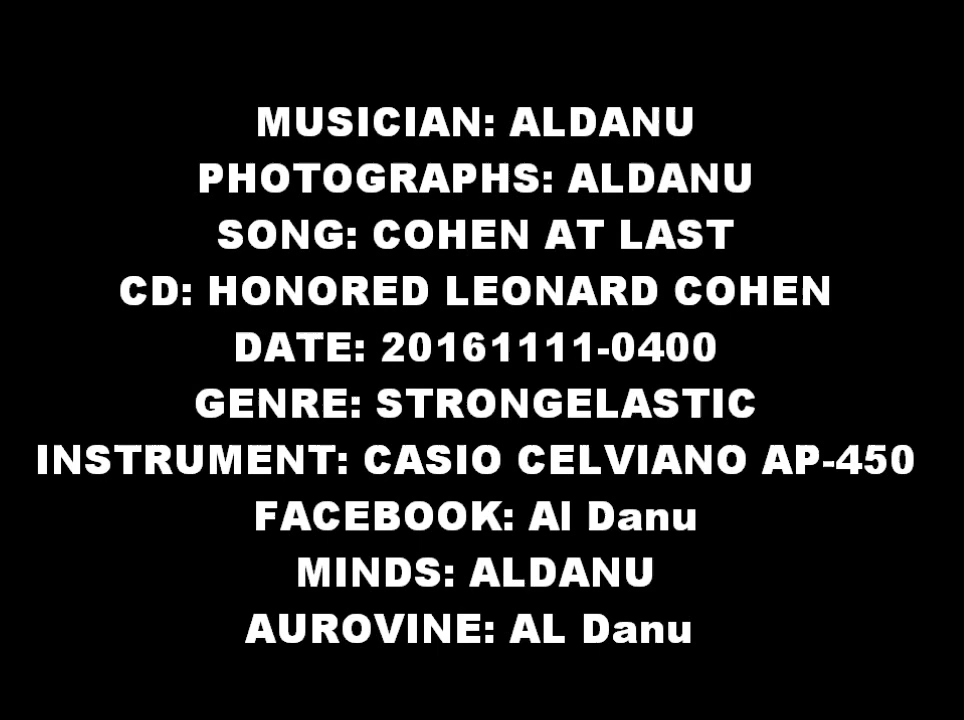 MUSICIAN: ALDANU
PHOTOGRAPHS: ALDANU
SONG: COHEN AT LAST
CD: HONORED LEONARD COHEN
DATE: 20161111-0400
GENRE: STRONGELASTIC
INSTRUMENT: CASIO CELVIANO AP-450
FACEBOOK: Al Danu
MINDS: ALDANU
AUROVINE: AL Danu